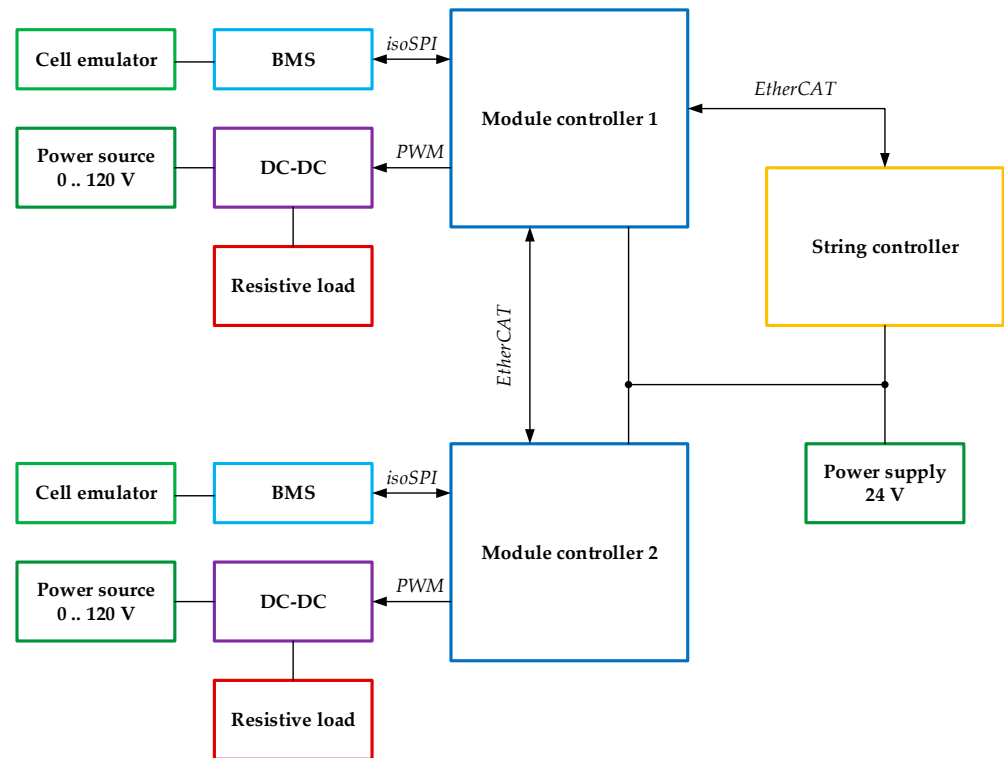 Cell emulator
BMS
isoSPI
Module controller 1
EtherCAT
Power source
0 .. 120 V
DC-DC
PWM
String controller
Resistive load
EtherCAT
Cell emulator
BMS
isoSPI
Module controller 2
Power supply
24 V
Power source
0 .. 120 V
DC-DC
PWM
Resistive load